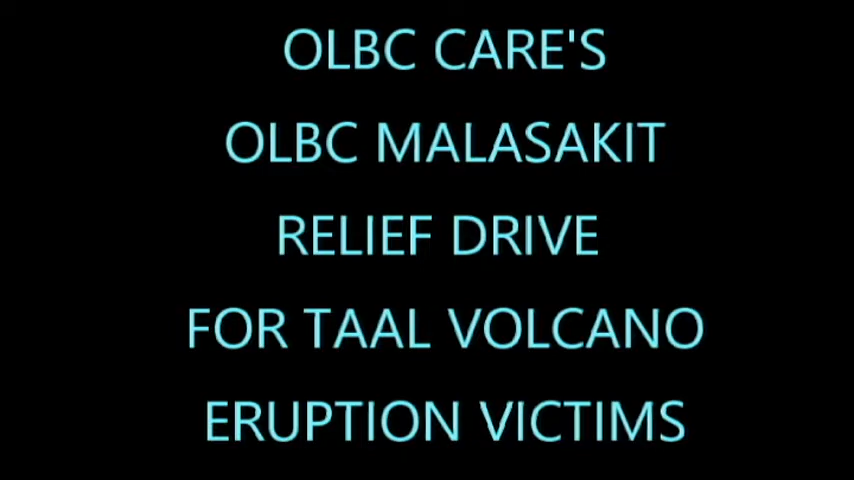 OLBC CARE'S
OLBC MALASAKIT
RELIEF DRIVE
FOR TAAL VOLCANO
ERUPTION VICTIMS